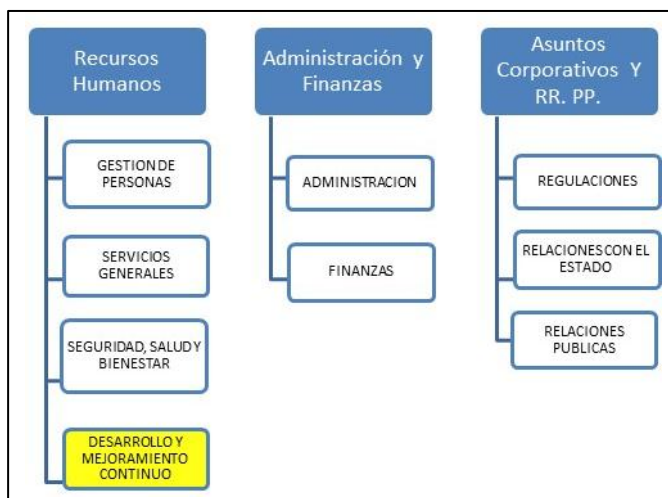 Recursos
Humanos
GESTION DE
PERSONAS
SERVICIOS
GENERALES
SEGURIDAD, SALUD Y
BIENESTAR
DESARROLLO Y
MEJORAMIENTO
CONTINUO
Administración y
Finanzas
ADMINISTRACION
FINANZAS
Asuntos
Corporativos Y
RR. PP.
REGULACIONES
RELACIONES CON EL
ESTADO
RELACIONES
PUBLICAS